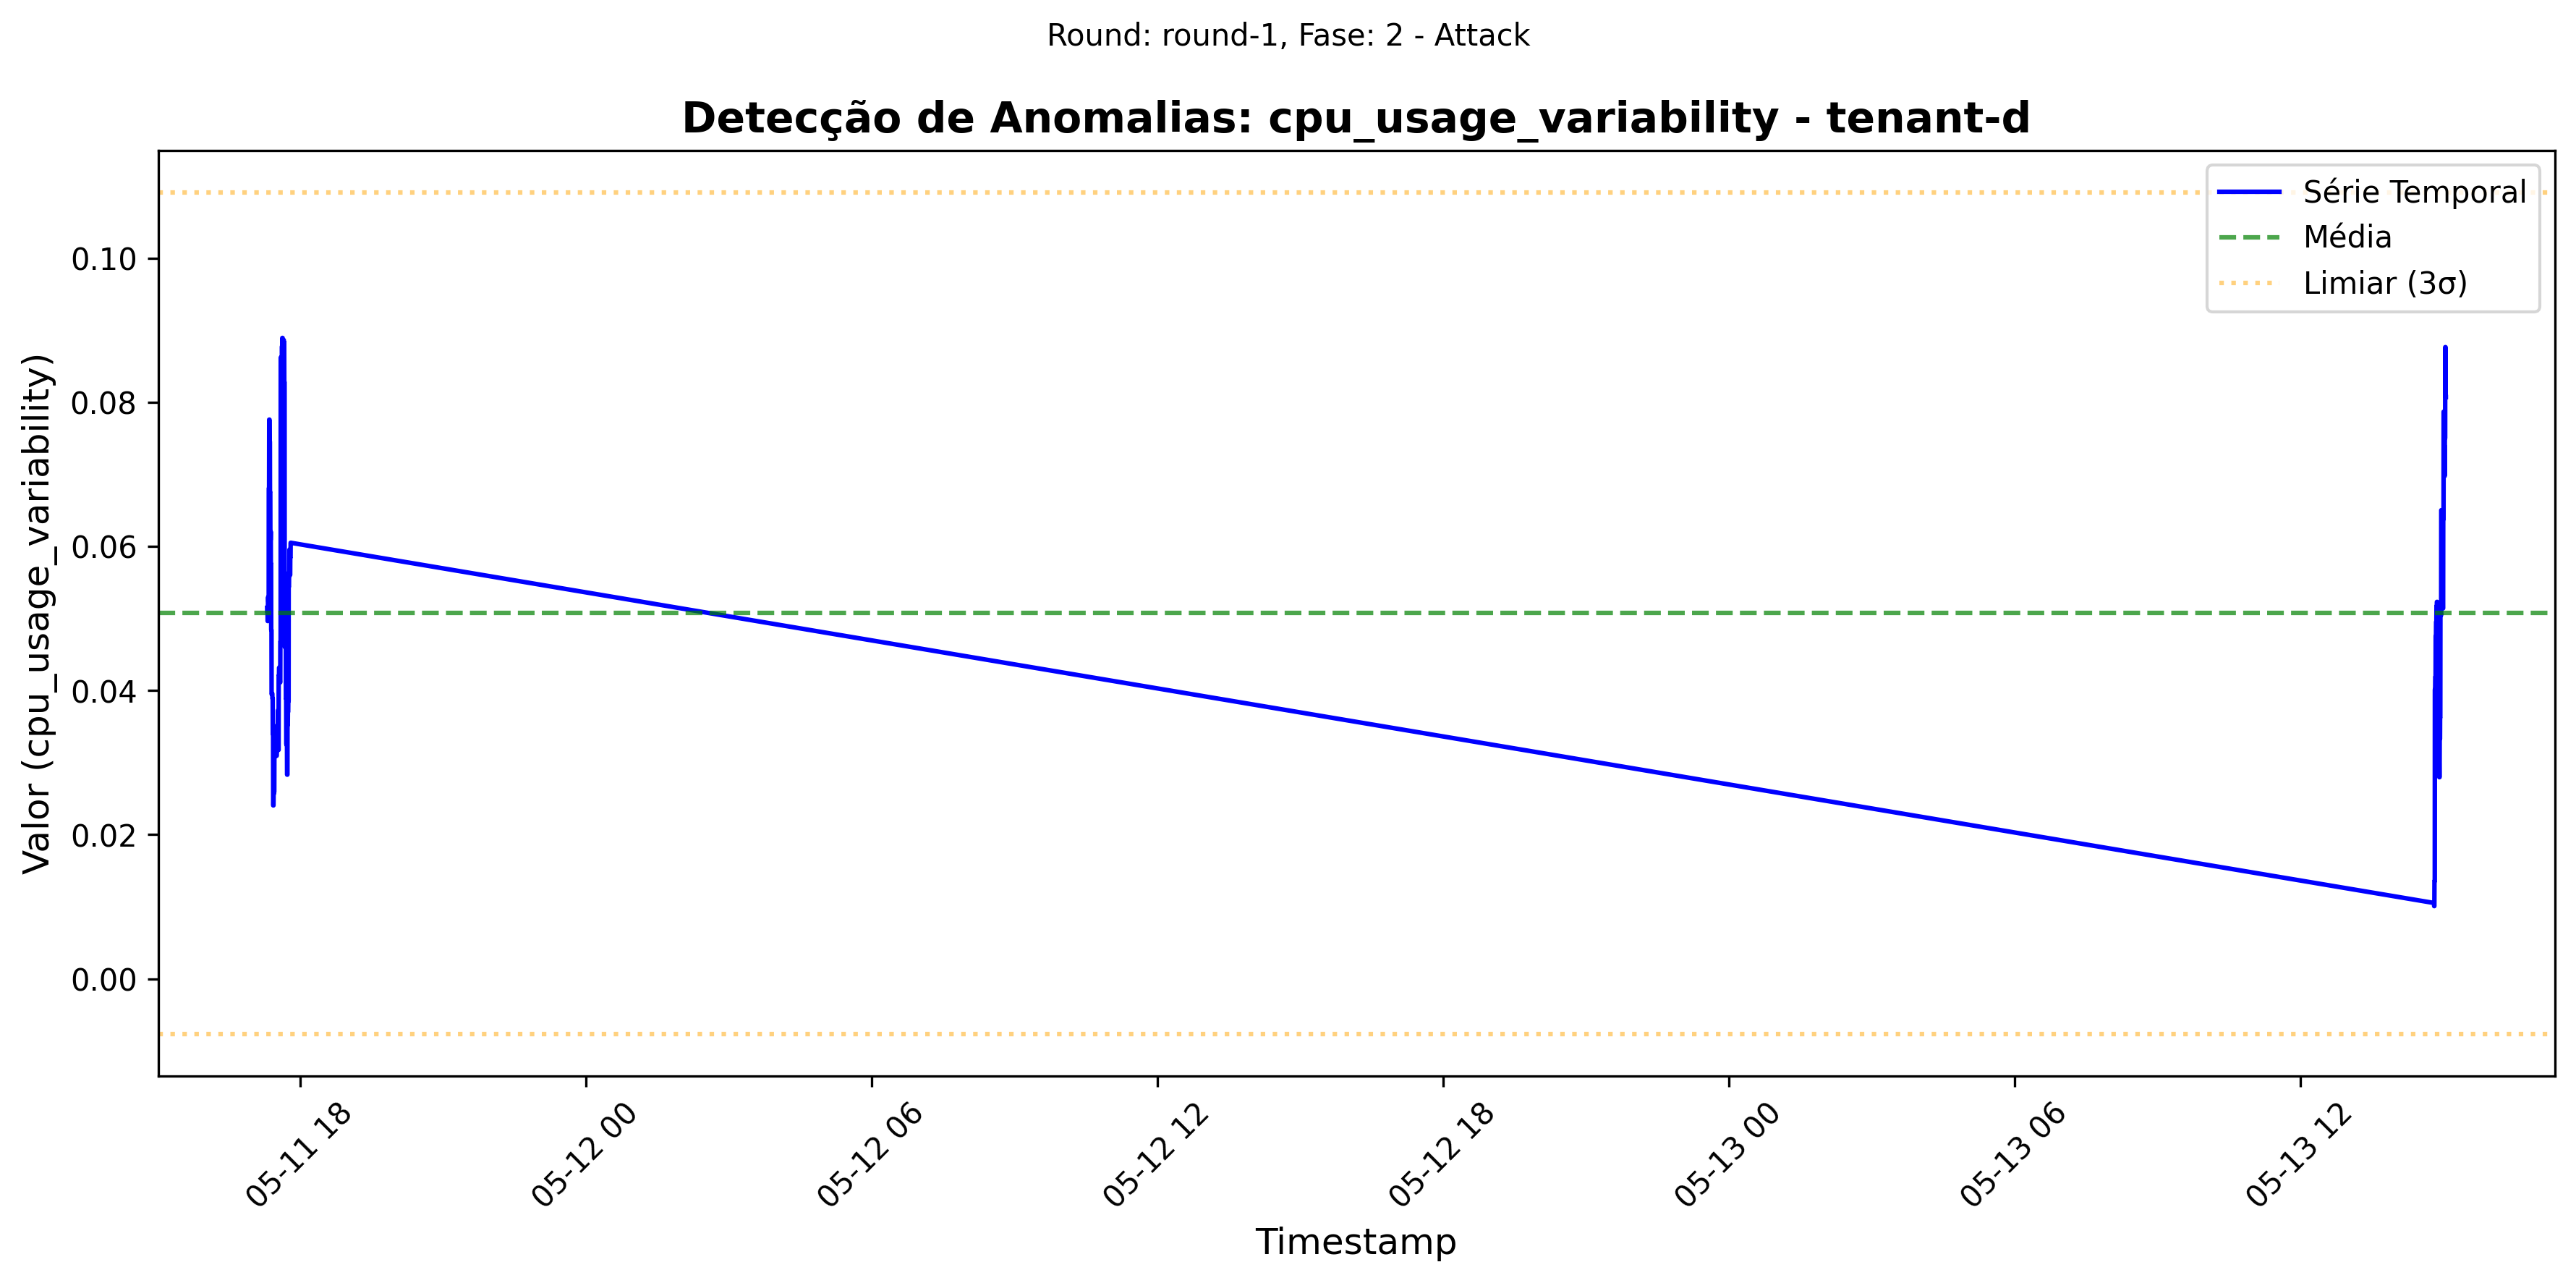 Round: round-1, Fase: 2 - Attack
Detecção de Anomalias: cpu_usage_variability - tenant-d
Série Temporal
Média
Limiar (3σ)
Valor (cpu_usage_variability)
0.10
0.08
0.06
0.04
0.02
0.00
05-11 18
05-12 00
05-12 06
05-12 12
05-12 18
05-13 00
05-13 06
05-13 12
Timestamp